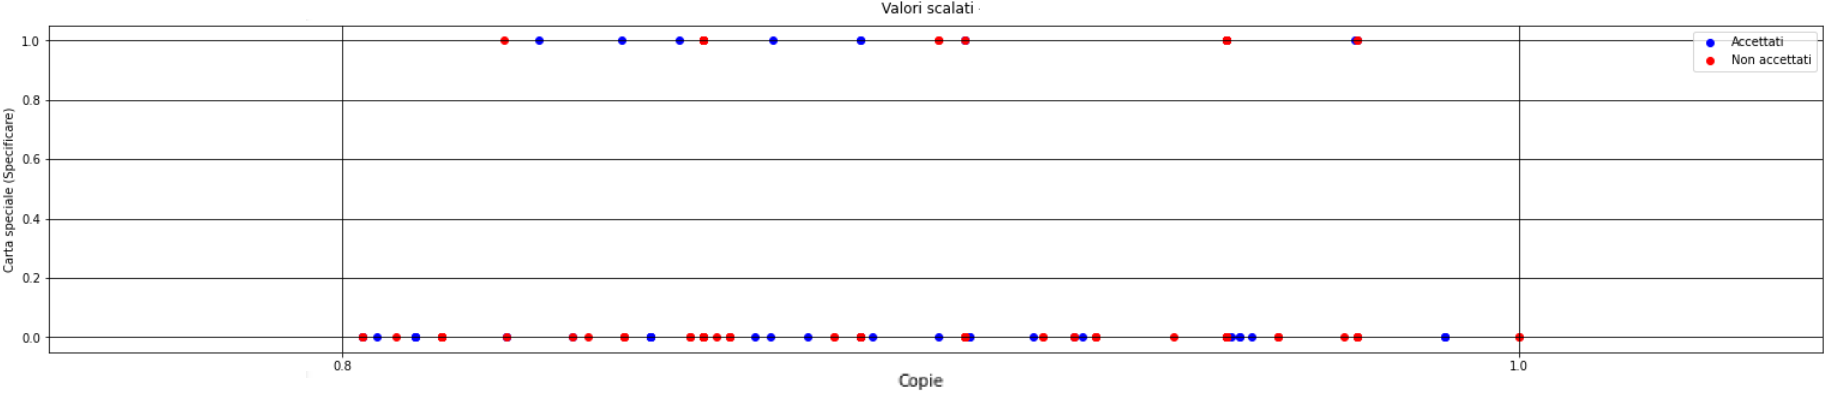 Valori scalati
Accettati
Non accettati
Carta speciale (Specificare)
1.0
0.8
0.6
0.4
0.2
0.0
0.8
1.0
Copie